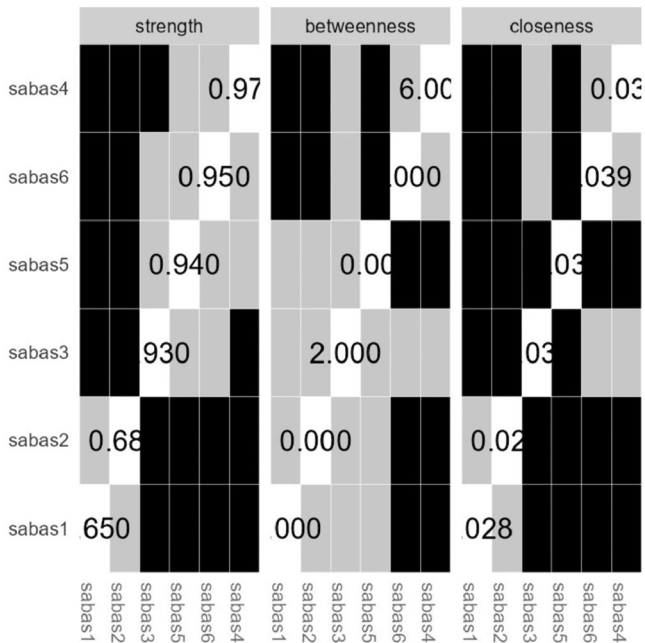 strength betweenness closeness
sabas4 0.97 6.00 0.03
sabas6 0.950 .000 .039
sabas5 0.940 0.00 .03
sabas3 .930 2.000 .03
sabas2 0.68 0.000 0.02
sabas1 .650 .000 .028
sabas1 sabas2 sabas3 sabas5 sabas6 sabas4 sabas1 sabas2 sabas3 sabas5 sabas6 sabas4 sabas1 sabas2 sabas3 sabas5 sabas6 sabas4